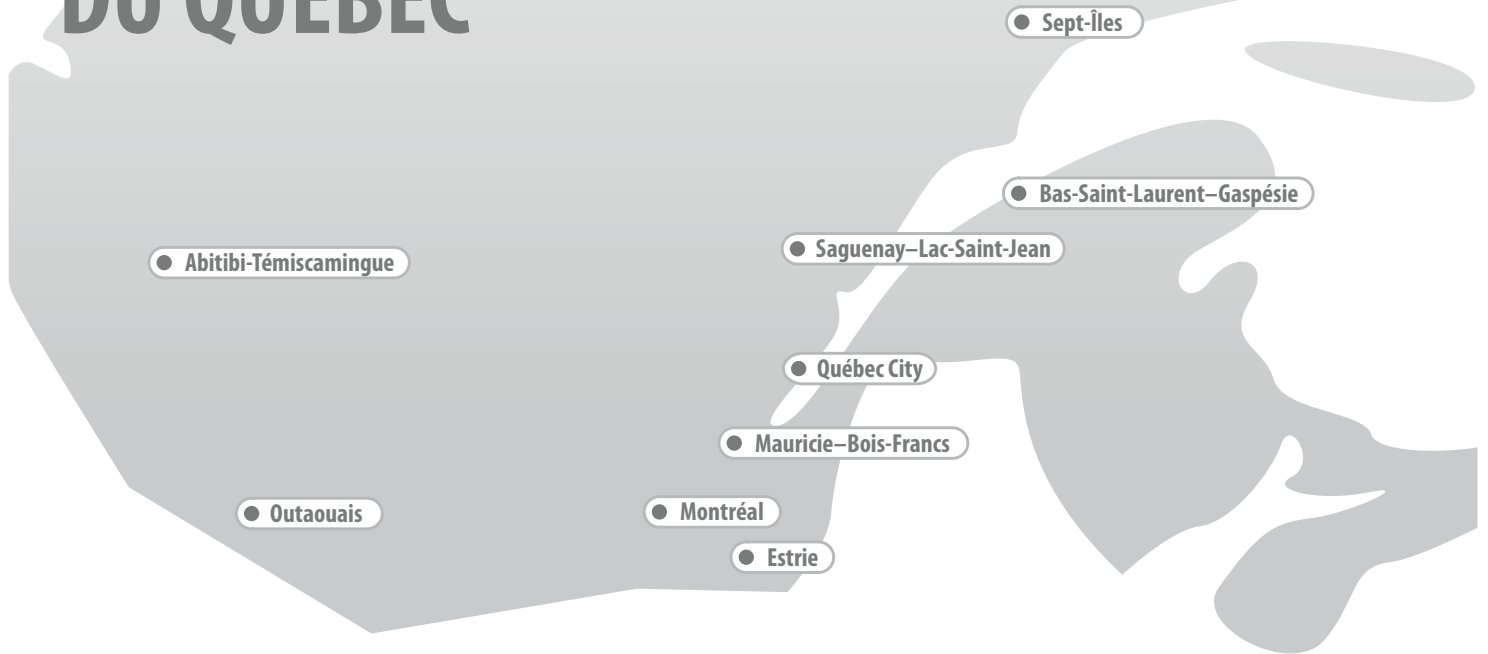 DU QUÉBEC
Sept-Îles
Bas-Saint-Laurent–Gaspésie
Saguenay–Lac-Saint-Jean
Abitibi-Témiscamingue
Québec City
Mauricie–Bois-Francs
Outaouais
Montréal
Estrie